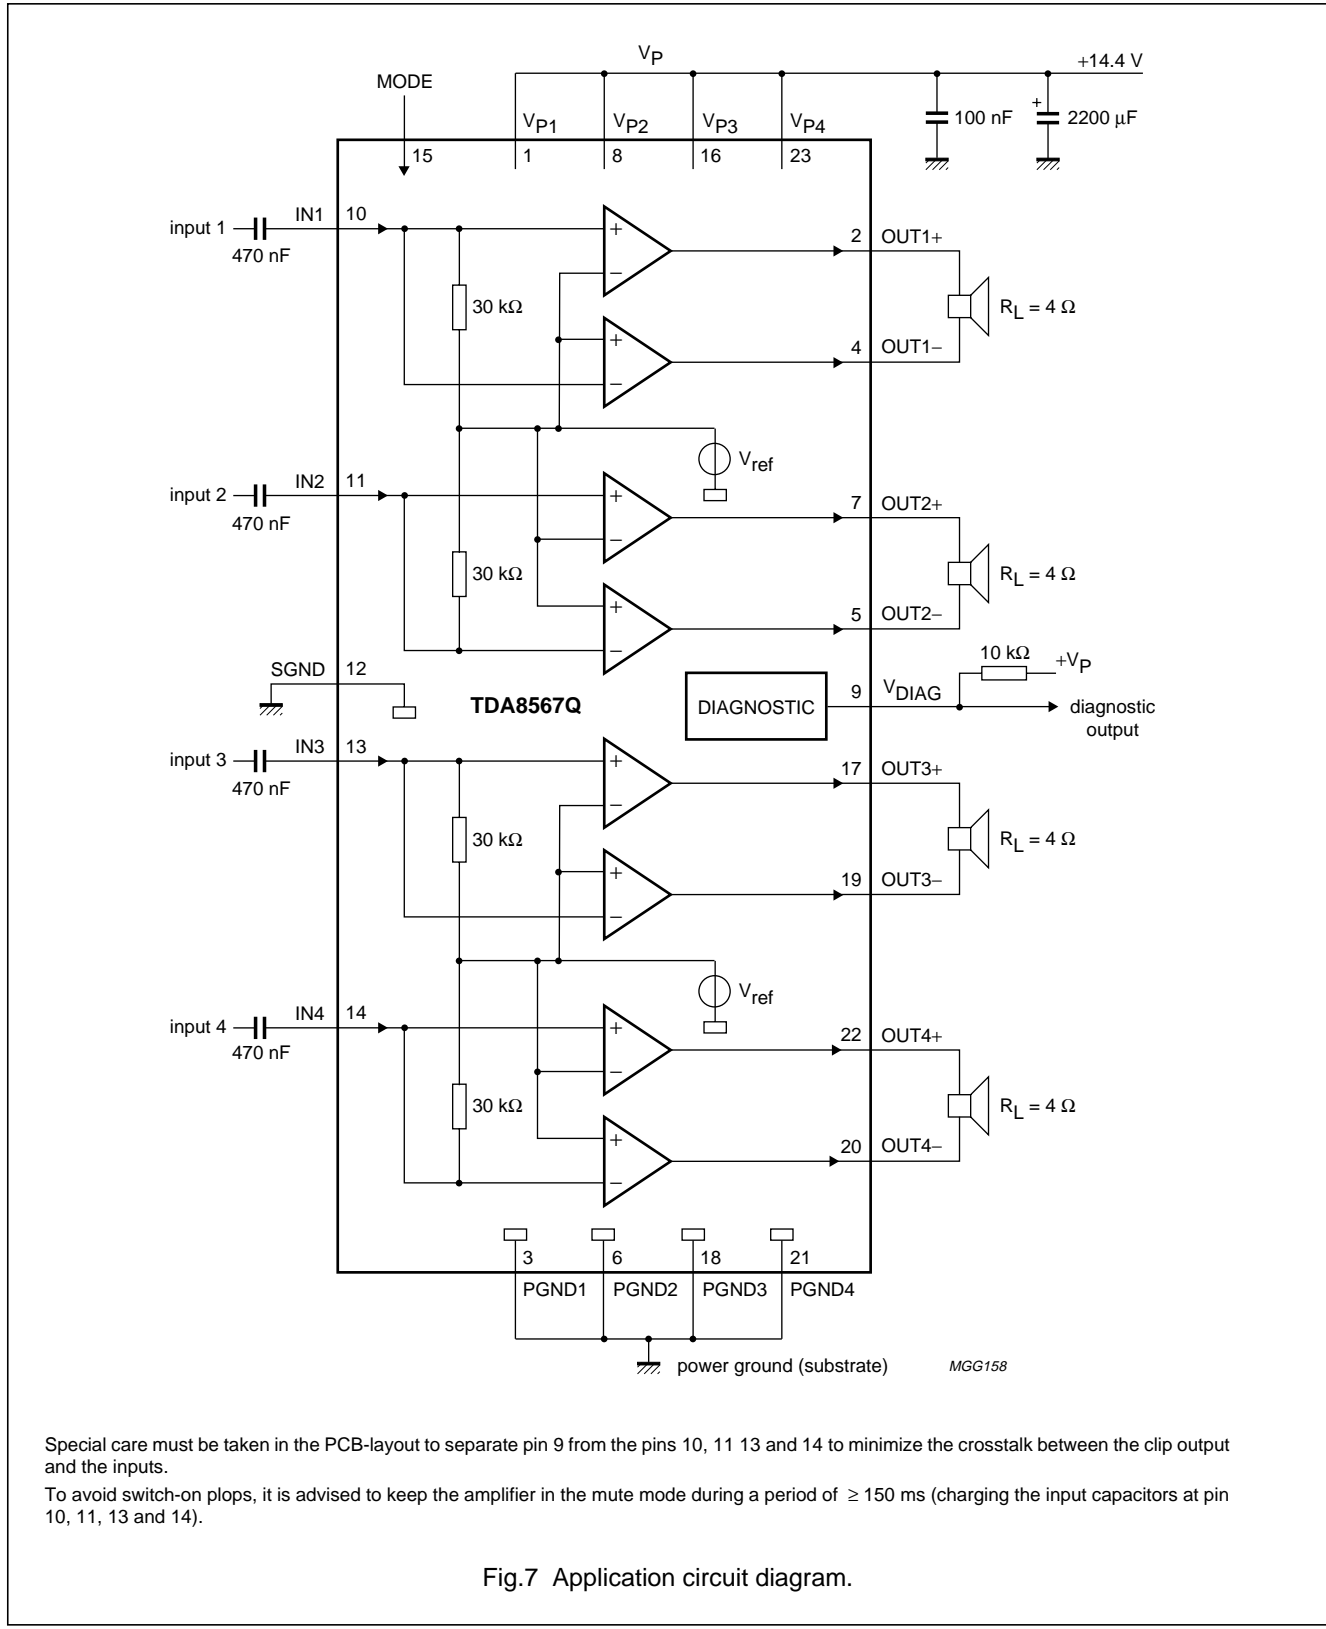 V_P
+14.4 V
MODE
V_P1 V_P2 V_P3 V_P4
100 nF + 2200 μF
15 1 8 16 23
input 1 470 nF IN1 10
+
−
2 OUT1+
30 kΩ
R_L = 4 Ω
+
−
4 OUT1−
V_ref
input 2 470 nF IN2 11
+
−
7 OUT2+
30 kΩ
R_L = 4 Ω
+
−
5 OUT2−
SGND 12
TDA8567Q
DIAGNOSTIC
9 V_DIAG
10 kΩ +V_P
diagnostic
output
input 3 470 nF IN3 13
+
−
17 OUT3+
30 kΩ
R_L = 4 Ω
+
−
19 OUT3−
V_ref
input 4 470 nF IN4 14
+
−
22 OUT4+
30 kΩ
R_L = 4 Ω
+
−
20 OUT4−
3 6 18 21
PGND1 PGND2 PGND3 PGND4
power ground (substrate)
MGG158
Special care must be taken in the PCB-layout to separate pin 9 from the pins 10, 11 13 and 14 to minimize the crosstalk between the clip output
and the inputs.
To avoid switch-on plops, it is advised to keep the amplifier in the mute mode during a period of ≥ 150 ms (charging the input capacitors at pin
10, 11, 13 and 14).
Fig.7 Application circuit diagram.